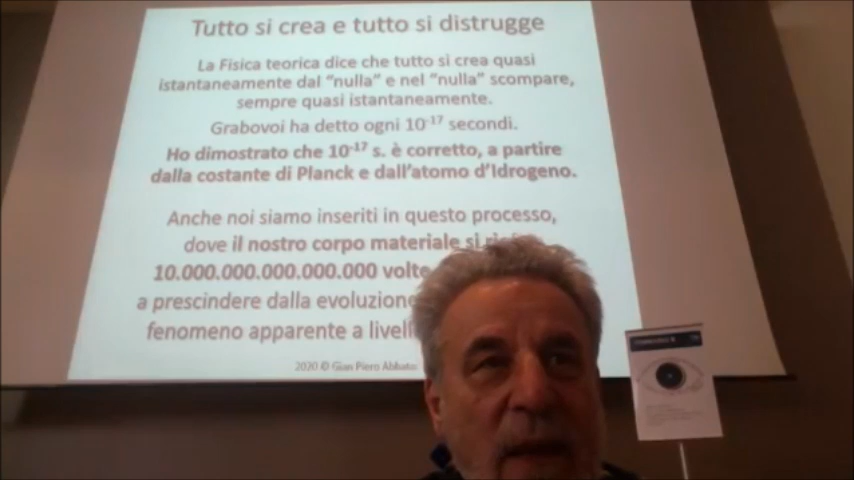 Tutto si crea e tutto si distrugge
La Fisica teorica dice che tutto si crea quasi
istantaneamente dal "nulla" e nel "nulla" scompare,
sempre quasi istantaneamente.
Grabovoi ha detto ogni 10⁻¹⁷ secondi.
Ho dimostrato che 10⁻¹⁷ s. è corretto, a partire
dalla costante di Planck e dall'atomo d'Idrogeno.
Anche noi siamo inseriti in questo processo,
dove il nostro corpo materiale si
10.000.000.000.000.000 volte
a prescindere dalla evoluzione
fenomeno apparente a livell
2020 © Gian Piero Abbate